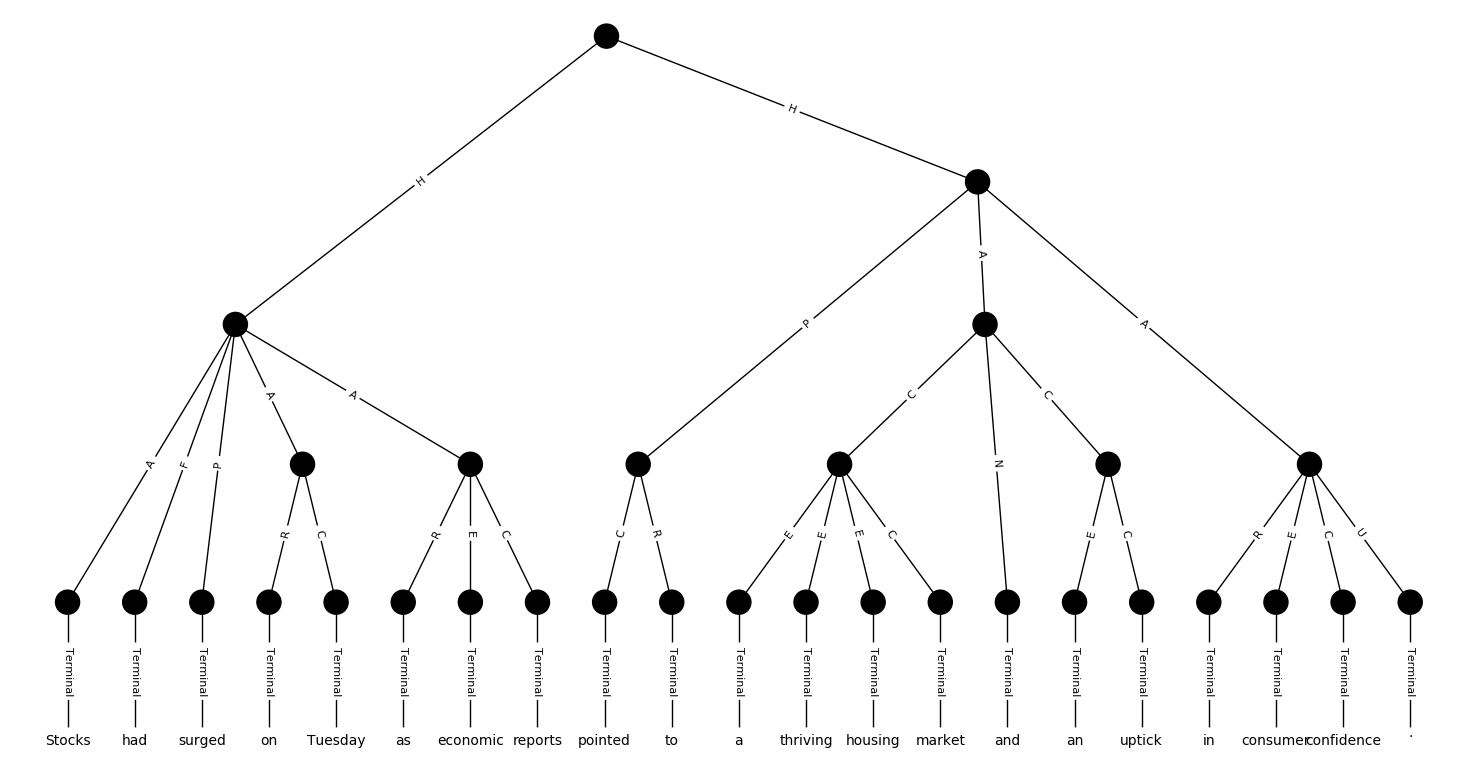 H
H
A
P
A
A
A
C
C
A
F
P
N
R
C
R
E
C
C
R
E
E
E
C
E
C
R
E
C
U
Terminal Terminal Terminal Terminal Terminal Terminal Terminal Terminal Terminal Terminal Terminal Terminal Terminal Terminal Terminal Terminal Terminal Terminal Terminal Terminal Terminal
Stocks had surged on Tuesday as economic reports pointed to a thriving housing market and an uptick in consumer confidence .